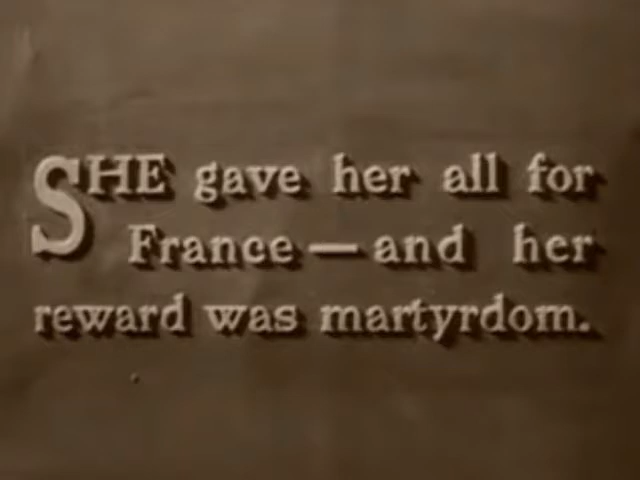 SHE gave her all for
France — and her
reward was martyrdom.